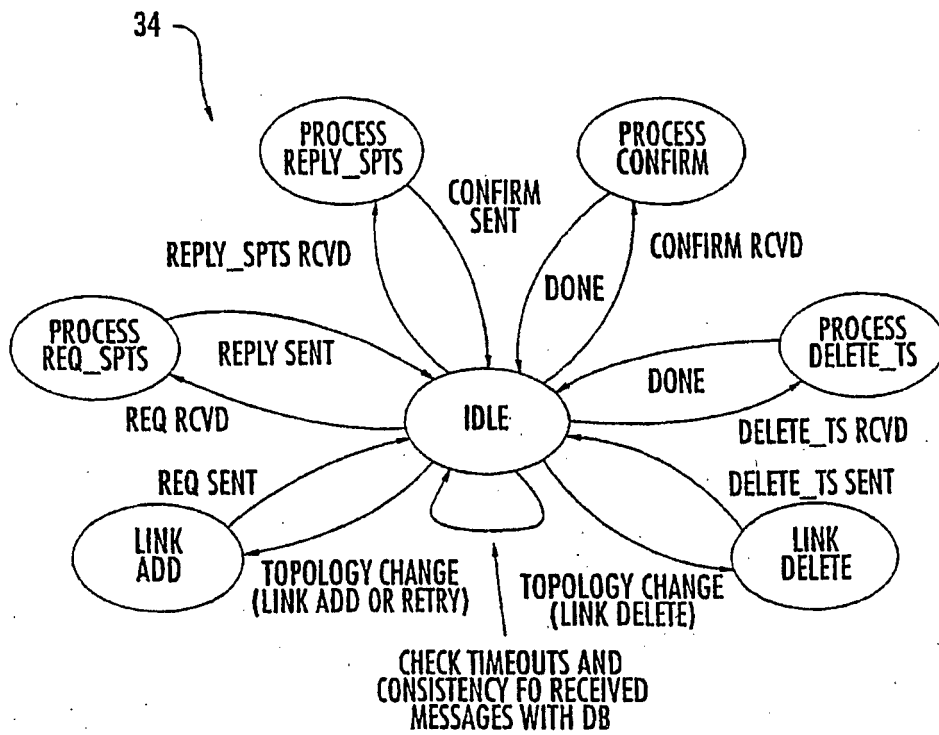 34
PROCESS
REPLY_SPTS
PROCESS
CONFIRM
CONFIRM
SENT
REPLY_SPTS RCVD
CONFIRM RCVD
DONE
PROCESS
REQ_SPTS
REPLY SENT
PROCESS
DELETE_TS
DONE
IDLE
REQ RCVD
DELETE_TS RCVD
REQ SENT
DELETE_TS SENT
LINK
ADD
LINK
DELETE
TOPOLOGY CHANGE
(LINK ADD OR RETRY)
TOPOLOGY CHANGE
(LINK DELETE)
CHECK TIMEOUTS AND
CONSISTENCY FO RECEIVED
MESSAGES WITH DB